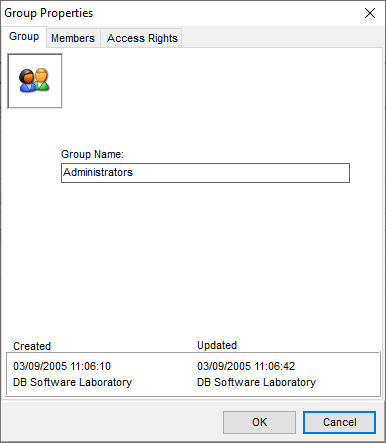 Group Properties
Group Members Access Rights
Group Name:
Administrators
Created Updated
03/09/2005 11:06:10 03/09/2005 11:06:42
DB Software Laboratory DB Software Laboratory
OK Cancel